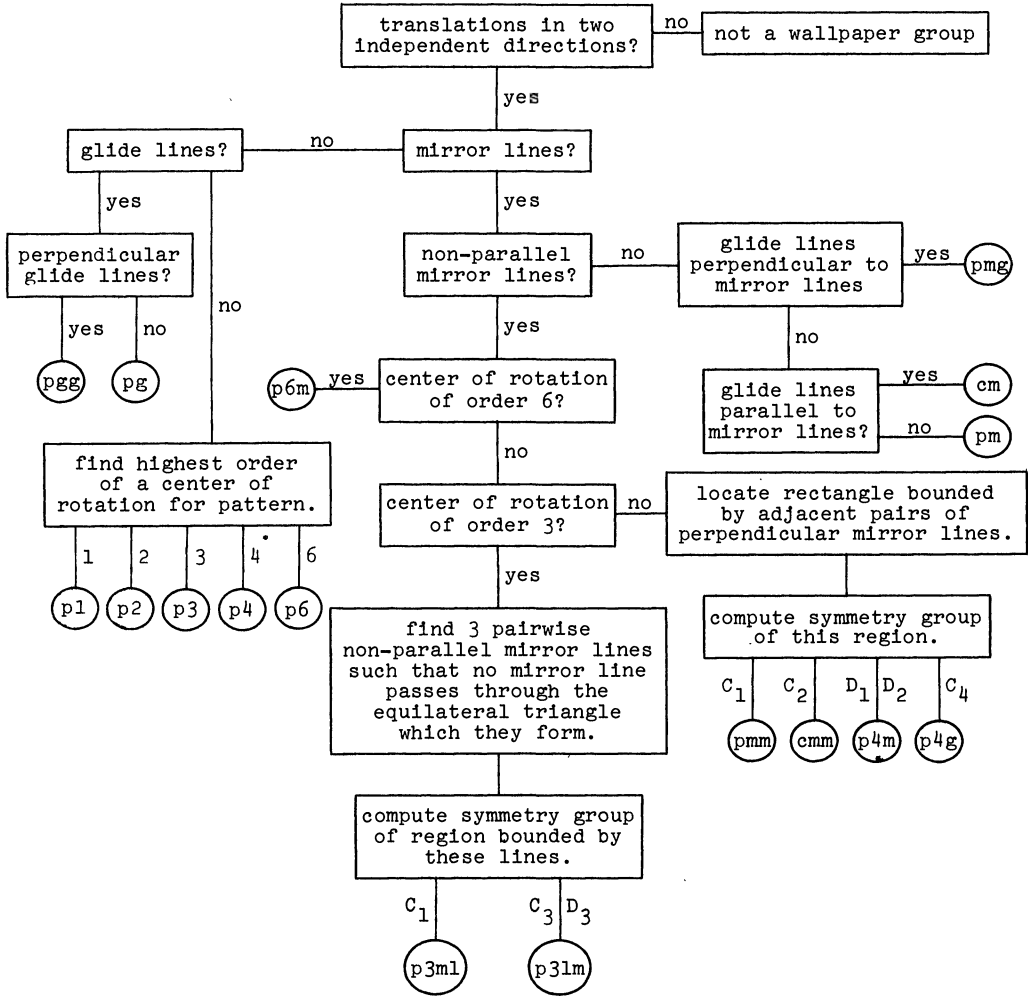 translations in two
independent directions?
no
not a wallpaper group
yes
glide lines?
no
mirror lines?
yes
yes
perpendicular
glide lines?
non-parallel
mirror lines?
no
glide lines
perpendicular to
mirror lines
yes
pmg
yes
no
no
yes
no
pgg
pg
p6m
yes
center of rotation
of order 6?
glide lines
parallel to
mirror lines?
yes
cm
no
pm
no
find highest order
of a center of
rotation for pattern.
center of rotation
of order 3?
no
locate rectangle bounded
by adjacent pairs of
perpendicular mirror lines.
1
2
3
4
6
yes
p1
p2
p3
p4
p6
find 3 pairwise
non-parallel mirror lines
such that no mirror line
passes through the
equilateral triangle
which they form.
compute symmetry group
of this region.
C1
C2
D1
D2
C4
pmm
cmm
p4m
p4g
compute symmetry group
of region bounded by
these lines.
C1
C3
D3
p3m1
p31m